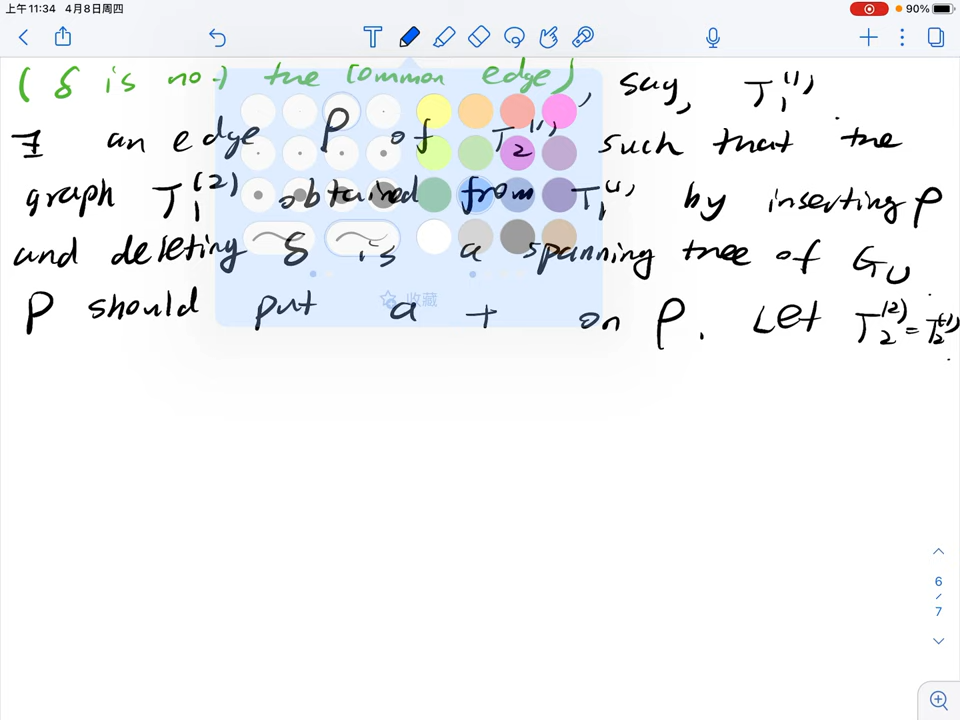 上午11:34 4月8日周四
90%
( δ is not the common edge ), say, T₁⁽¹⁾
∃ an edge ρ of T₂⁽¹⁾ such that the
graph T₁⁽²⁾ obtained from T₁⁽¹⁾ by inserting ρ
and deleting δ is a spanning tree of G∪
P should put a + on ρ. Let T₂⁽²⁾ = T₂⁽¹⁾
收藏
6
/
7